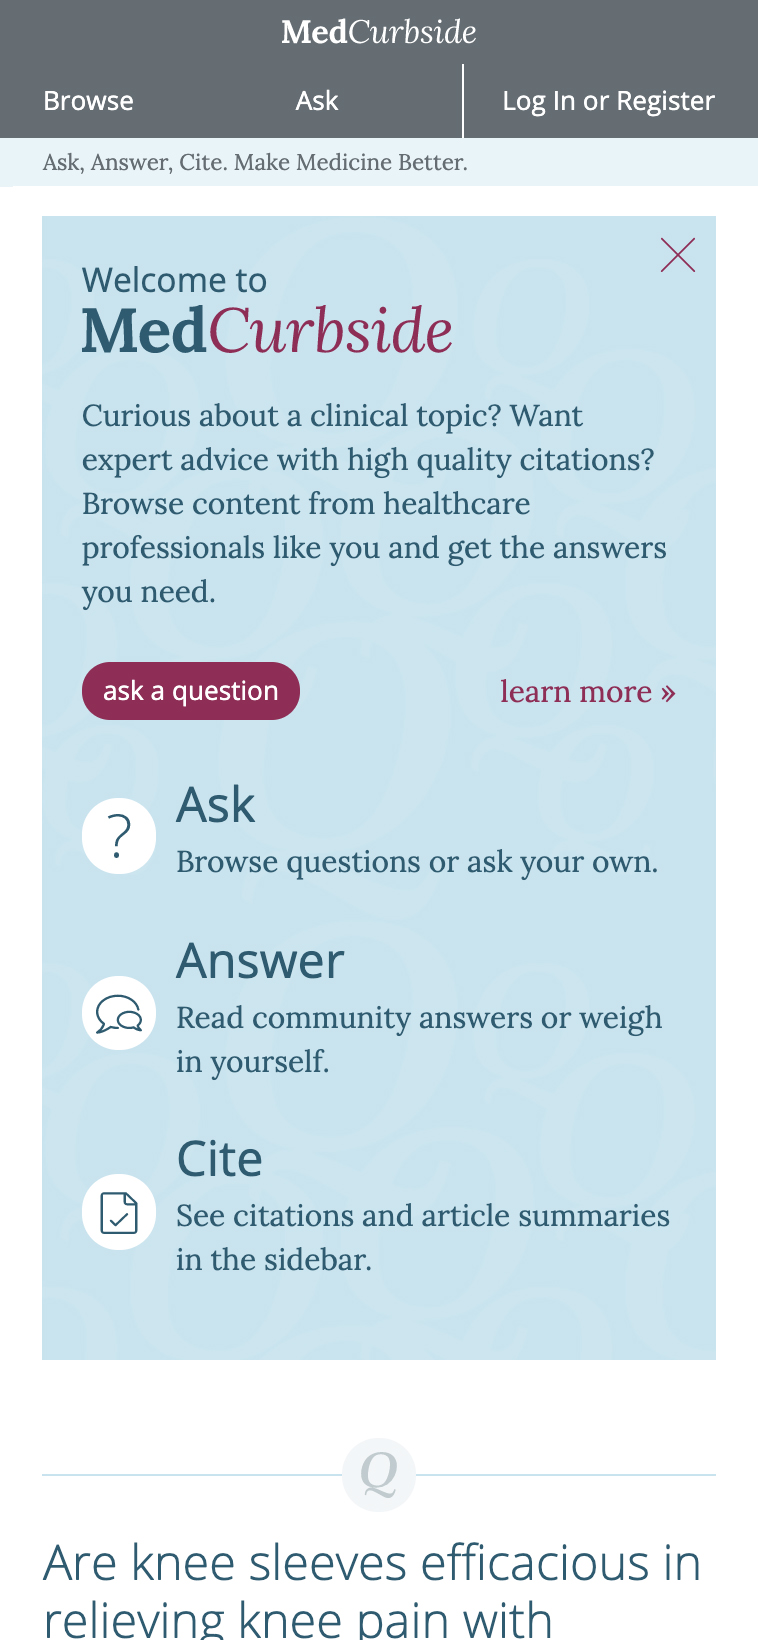 MedCurbside
Browse
Ask
Log In or Register
Ask, Answer, Cite. Make Medicine Better.
Welcome to
MedCurbside
Curious about a clinical topic? Want
expert advice with high quality citations?
Browse content from healthcare
professionals like you and get the answers
you need.
ask a question
learn more »
?
Ask
Browse questions or ask your own.
Answer
Read community answers or weigh
in yourself.
Cite
See citations and article summaries
in the sidebar.
Q
Are knee sleeves efficacious in
relieving knee pain with